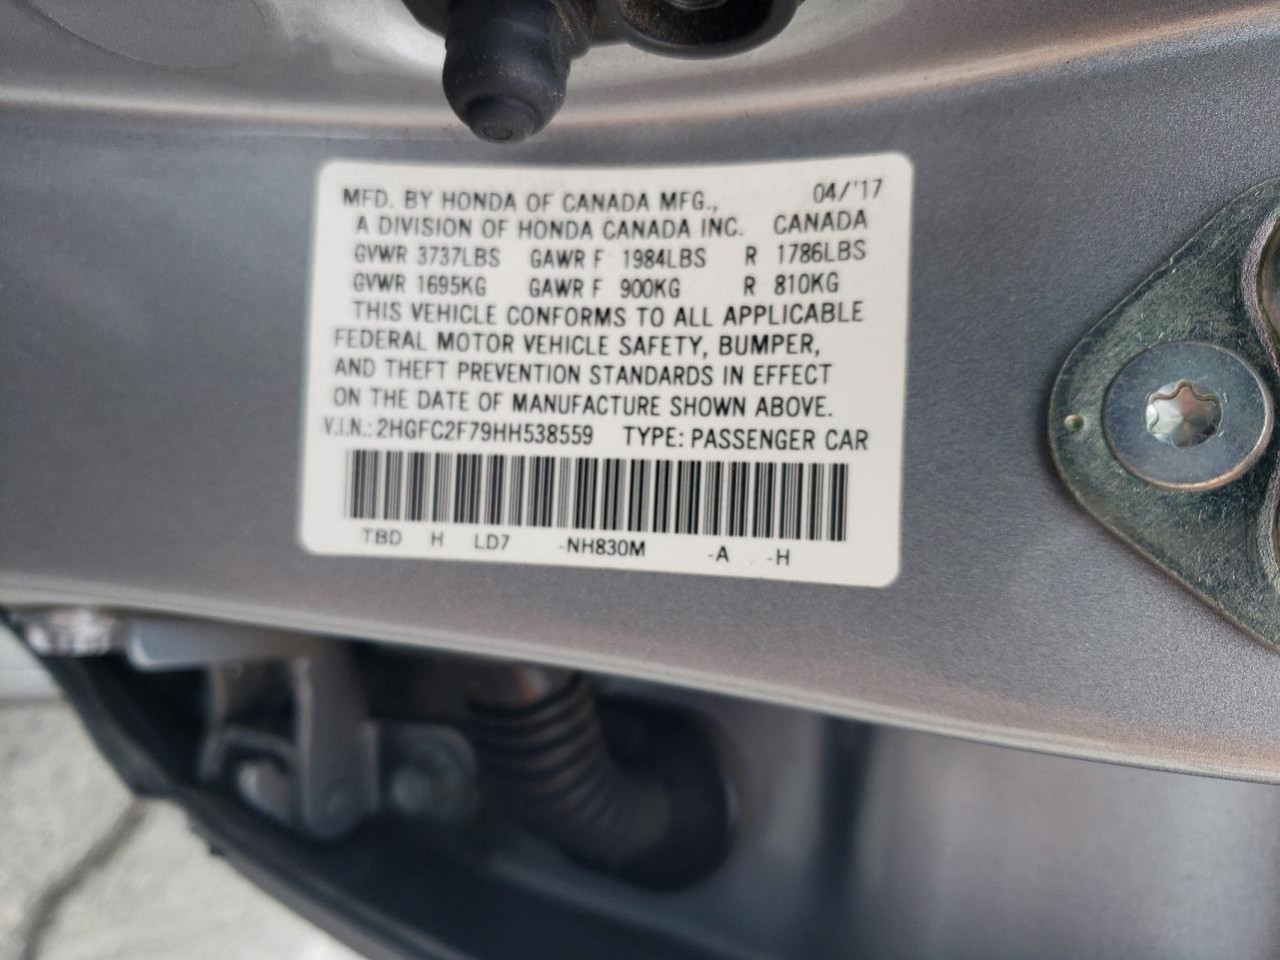 MFD. BY HONDA OF CANADA MFG., 04/'17
A DIVISION OF HONDA CANADA INC. CANADA
GVWR 3737LBS GAWR F 1984LBS R 1786LBS
GVWR 1695KG GAWR F 900KG R 810KG
THIS VEHICLE CONFORMS TO ALL APPLICABLE
FEDERAL MOTOR VEHICLE SAFETY, BUMPER,
AND THEFT PREVENTION STANDARDS IN EFFECT
ON THE DATE OF MANUFACTURE SHOWN ABOVE.
V.I.N.: 2HGFC2F79HH538559 TYPE: PASSENGER CAR
TBD H LD7 -NH830M -A -H